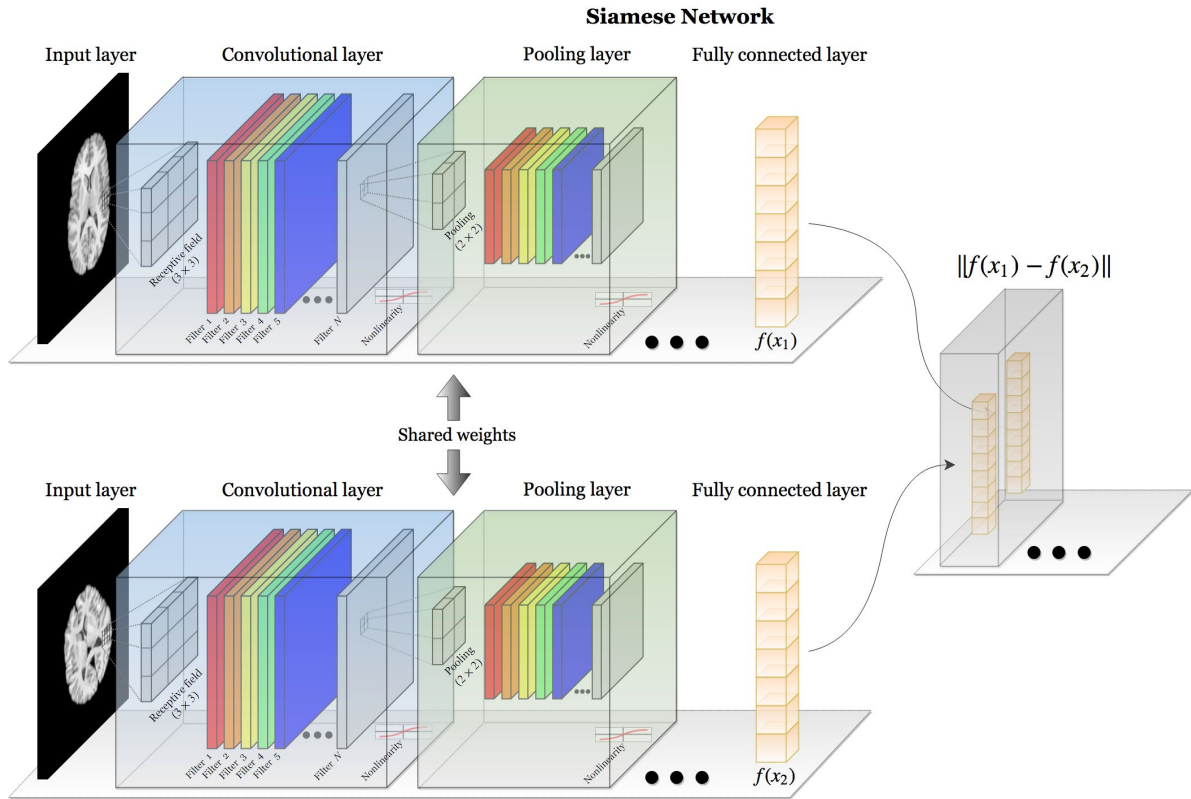 Siamese Network
Input layer
Convolutional layer
Pooling layer
Fully connected layer
Receptive field
(3 × 3)
Filter 1
Filter 2
Filter 3
Filter 4
Filter 5
Filter N
Nonlinearity
Pooling
(2 × 2)
Nonlinearity
f(x₁)
||f(x₁) − f(x₂)||
Shared weights
Input layer
Convolutional layer
Pooling layer
Fully connected layer
Receptive field
(3 × 3)
Filter 1
Filter 2
Filter 3
Filter 4
Filter 5
Filter N
Nonlinearity
Pooling
(2 × 2)
Nonlinearity
f(x₂)